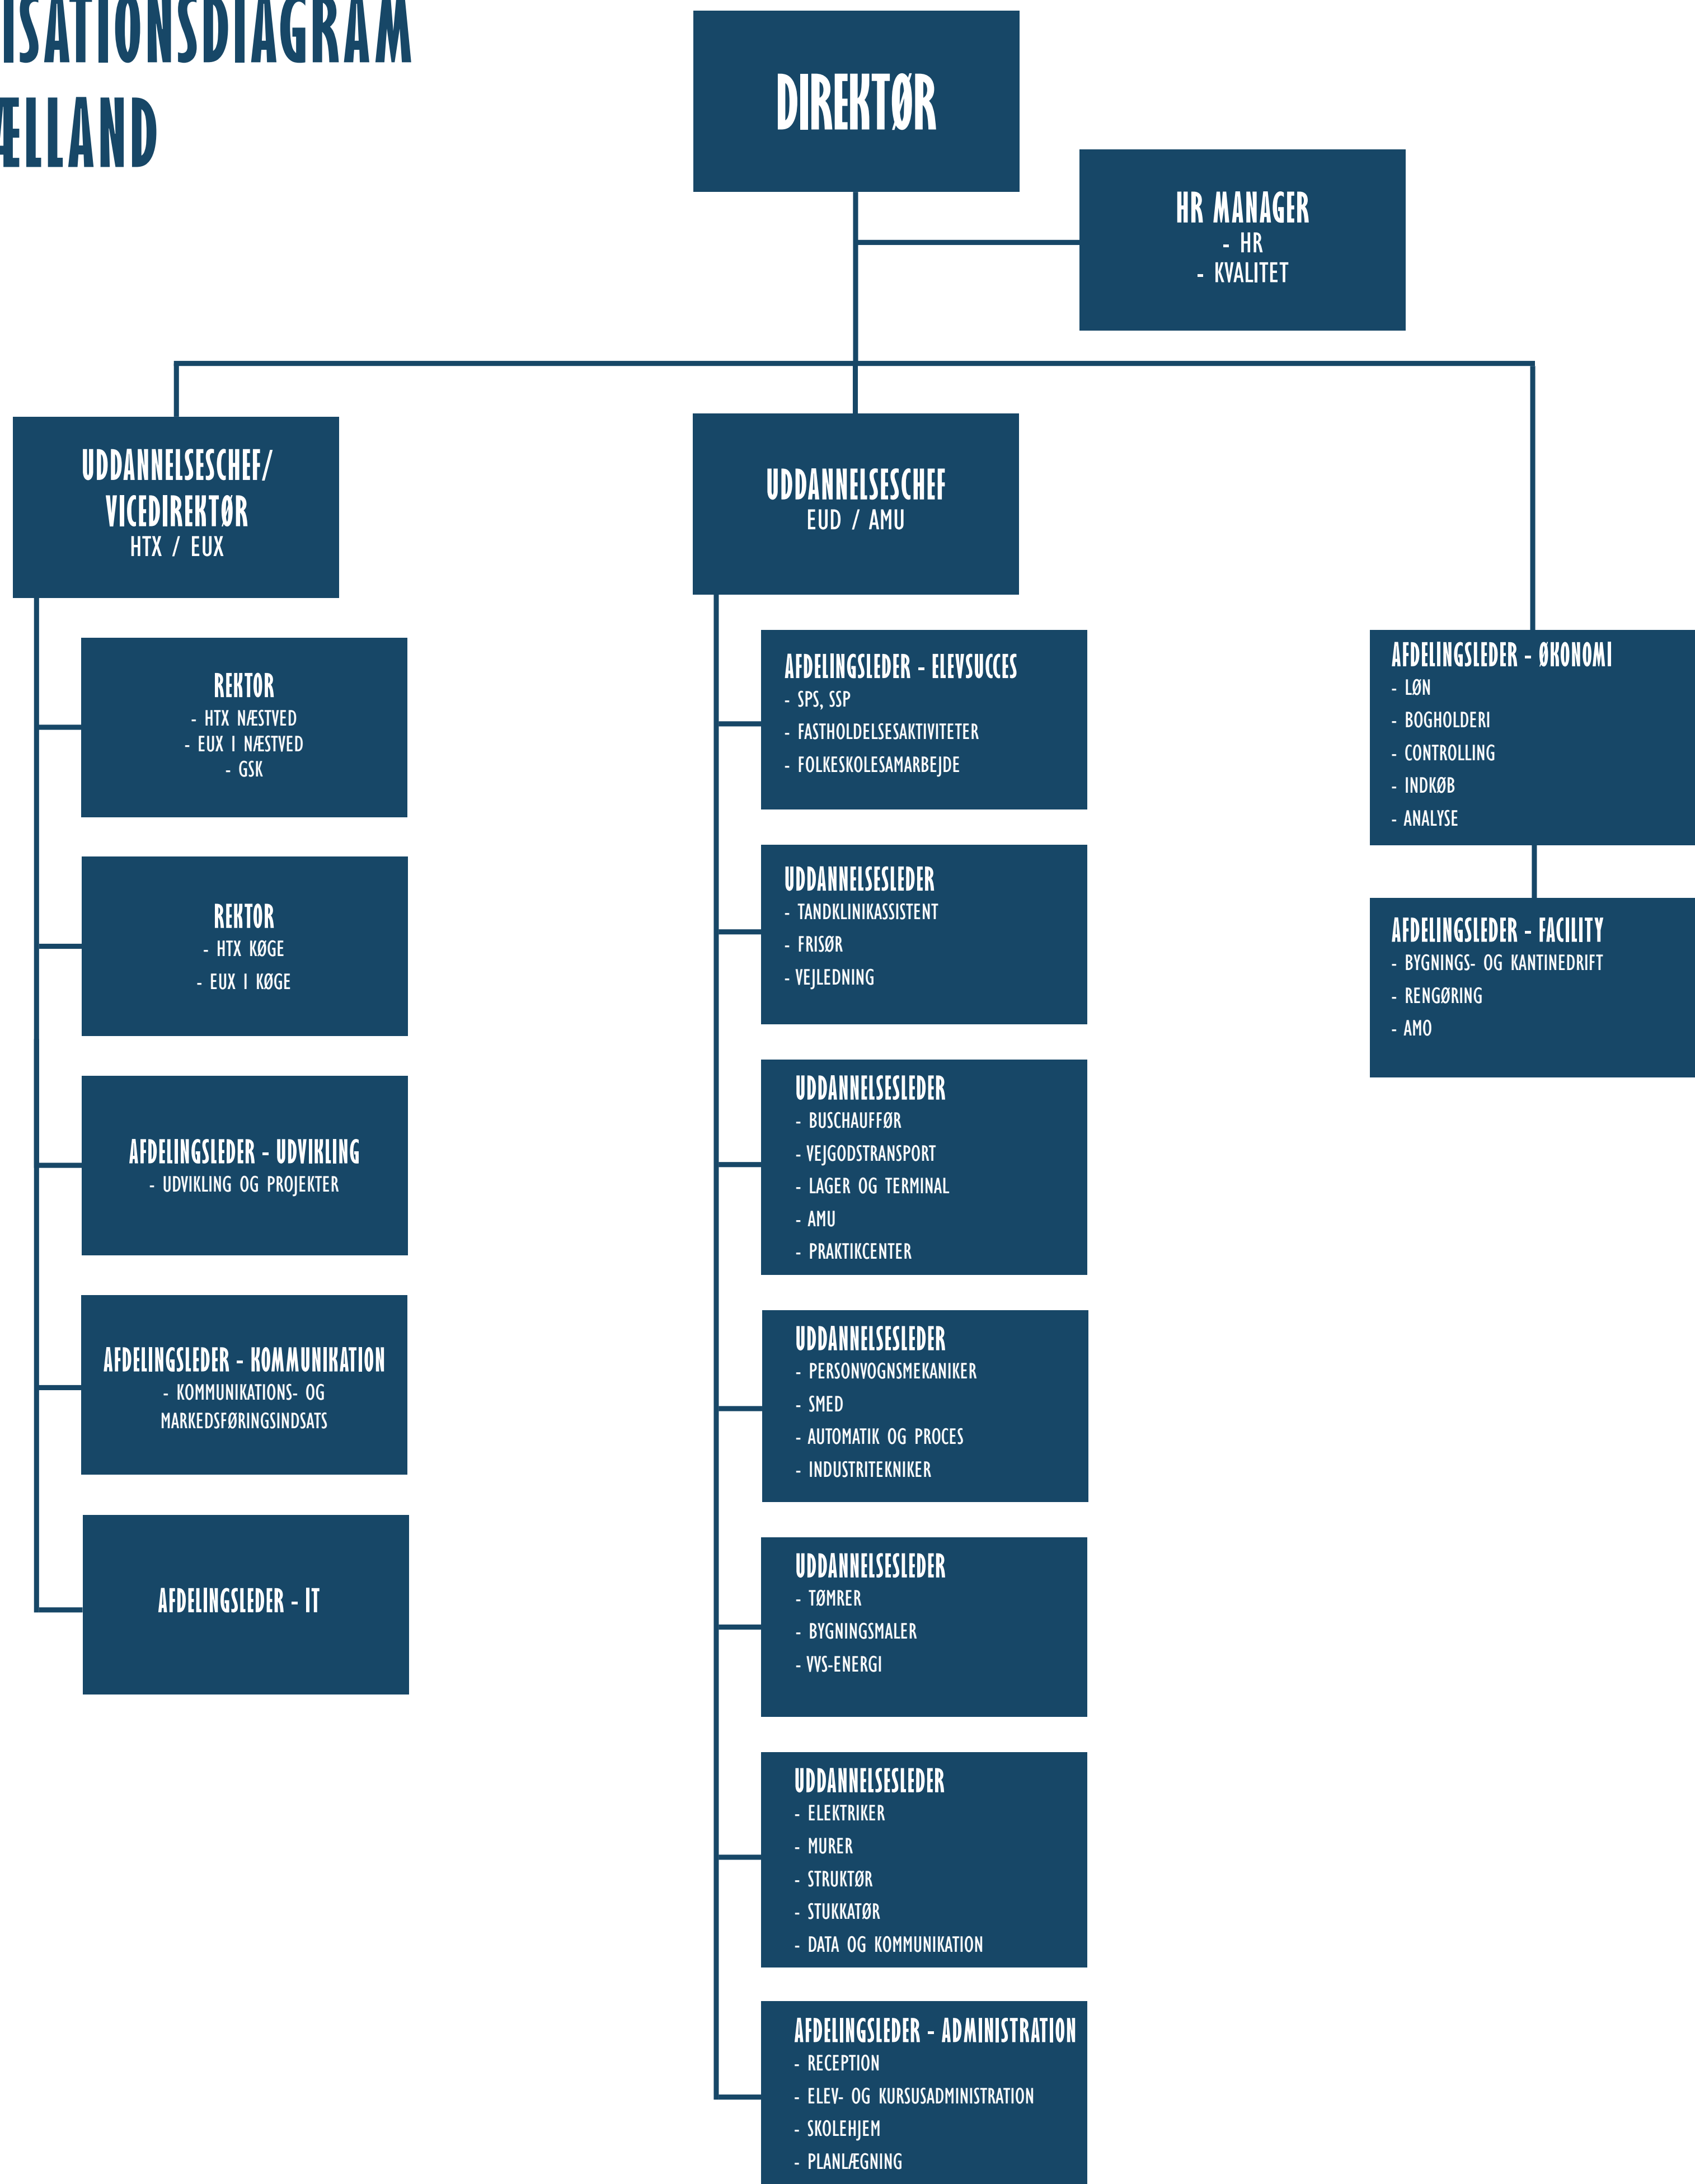 ISATIONSDIAGRAM
ÆLLAND
DIREKTØR
HR MANAGER
- HR
- KVALITET
UDDANNELSESCHEF/
VICEDIREKTØR
HTX / EUX
REKTOR
- HTX NÆSTVED
- EUX I NÆSTVED
- GSK
REKTOR
- HTX KØGE
- EUX I KØGE
AFDELINGSLEDER - UDVIKLING
- UDVIKLING OG PROJEKTER
AFDELINGSLEDER - KOMMUNIKATION
- KOMMUNIKATIONS- OG
MARKEDSFØRINGSINDSATS
AFDELINGSLEDER - IT
UDDANNELSESCHEF
EUD / AMU
AFDELINGSLEDER - ELEVSUCCES
- SPS, SSP
- FASTHOLDELSESAKTIVITETER
- FOLKESKOLESAMARBEJDE
UDDANNELSESLEDER
- TANDKLINIKASSISTENT
- FRISØR
- VEJLEDNING
UDDANNELSESLEDER
- BUSCHAUFFØR
- VEJGODSTRANSPORT
- LAGER OG TERMINAL
- AMU
- PRAKTIKCENTER
UDDANNELSESLEDER
- PERSONVOGNSMEKANIKER
- SMED
- AUTOMATIK OG PROCES
- INDUSTRITEKNIKER
UDDANNELSESLEDER
- TØMRER
- BYGNINGSMALER
- VVS-ENERGI
UDDANNELSESLEDER
- ELEKTRIKER
- MURER
- STRUKTØR
- STUKKATØR
- DATA OG KOMMUNIKATION
AFDELINGSLEDER - ADMINISTRATION
- RECEPTION
- ELEV- OG KURSUSADMINISTRATION
- SKOLEHJEM
- PLANLÆGNING
AFDELINGSLEDER - ØKONOMI
- LØN
- BOGHOLDERI
- CONTROLLING
- INDKØB
- ANALYSE
AFDELINGSLEDER - FACILITY
- BYGNINGS- OG KANTINEDRIFT
- RENGØRING
- AMO